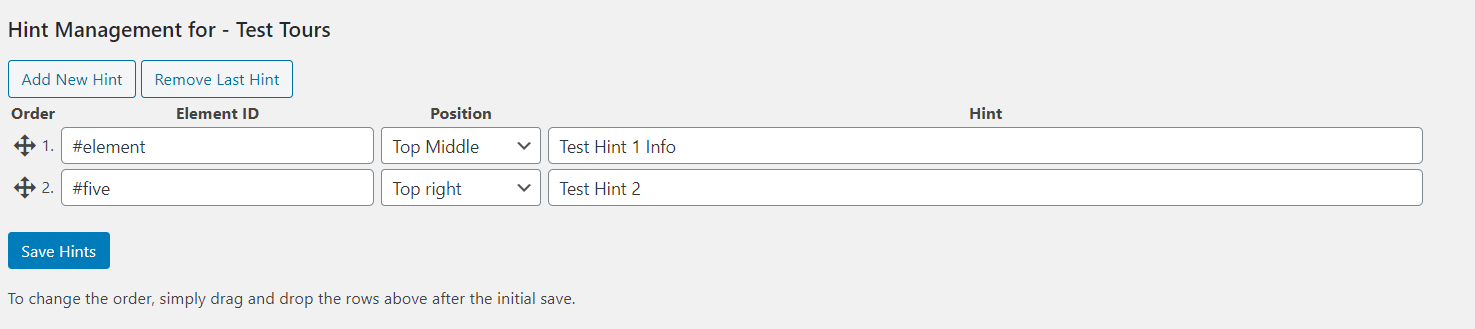 Hint Management for - Test Tours
Add New Hint Remove Last Hint
Order Element ID Position Hint
1. #element Top Middle Test Hint 1 Info
2. #five Top right Test Hint 2
Save Hints
To change the order, simply drag and drop the rows above after the initial save.